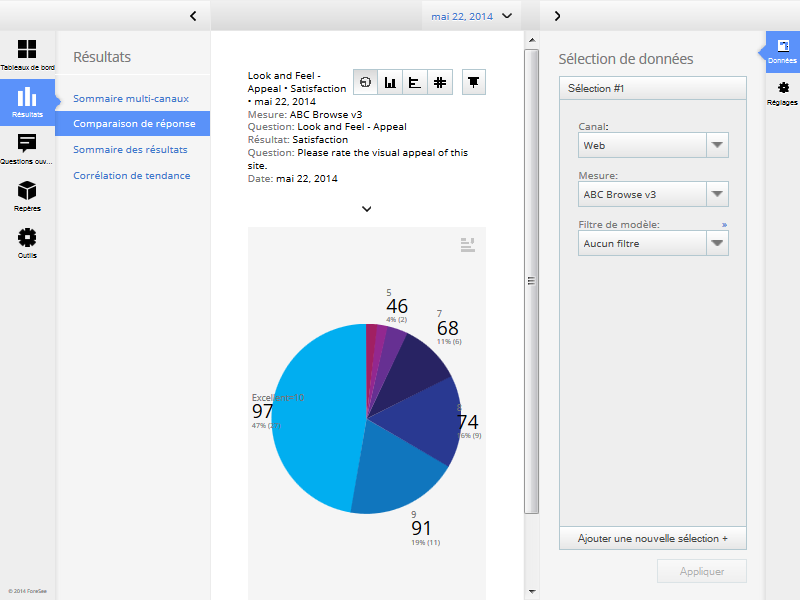 mai 22, 2014
Tableaux de bord
Résultats
Questions ouv...
Repères
Outils
© 2014 ForeSee
Résultats
Sommaire multi-canaux
Comparaison de réponse
Sommaire des résultats
Corrélation de tendance
Look and Feel -
Appeal • Satisfaction
• mai 22, 2014
Mesure: ABC Browse v3
Question: Look and Feel - Appeal
Résultat: Satisfaction
Question: Please rate the visual appeal of this
site.
Date: mai 22, 2014
5
46
4% (2)
7
68
11% (6)
8
74
16% (9)
9
91
19% (11)
97
47% (27)
Sélection de données
Sélection #1
Canal:
Web
Mesure:
ABC Browse v3
Filtre de modèle: »
Aucun filtre
Ajouter une nouvelle sélection +
Appliquer
Données
Réglages